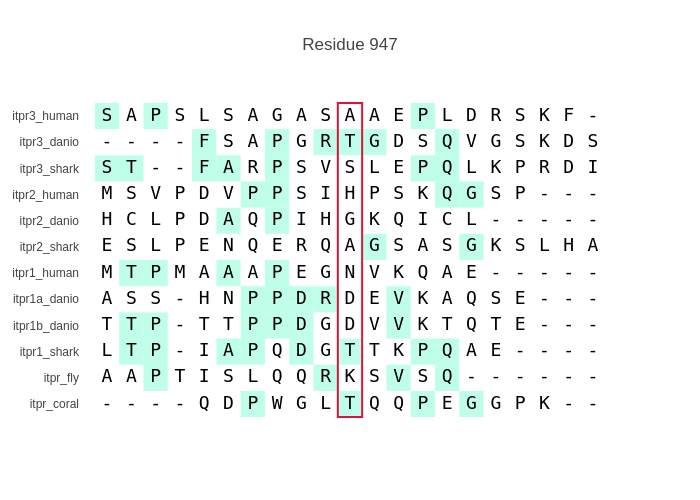 Residue 947
itpr3_human S A P S L S A G A S A A E P L D R S K F -
itpr3_danio - - - - F S A P G R T G D S Q V G S K D S
itpr3_shark S T - - F A R P S V S L E P Q L K P R D I
itpr2_human M S V P D V P P S I H P S K Q G S P - - -
itpr2_danio H C L P D A Q P I H G K Q I C L - - - - -
itpr2_shark E S L P E N Q E R Q A G S A S G K S L H A
itpr1_human M T P M A A A P E G N V K Q A E - - - - -
itpr1a_danio A S S - H N P P D R D E V K A Q S E - - -
itpr1b_danio T T P - T T P P D G D V V K T Q T E - - -
itpr1_shark L T P - I A P Q D G T T K P Q A E - - - -
itpr_fly A A P T I S L Q Q R K S V S Q - - - - - -
itpr_coral - - - - Q D P W G L T Q Q P E G G P K - -